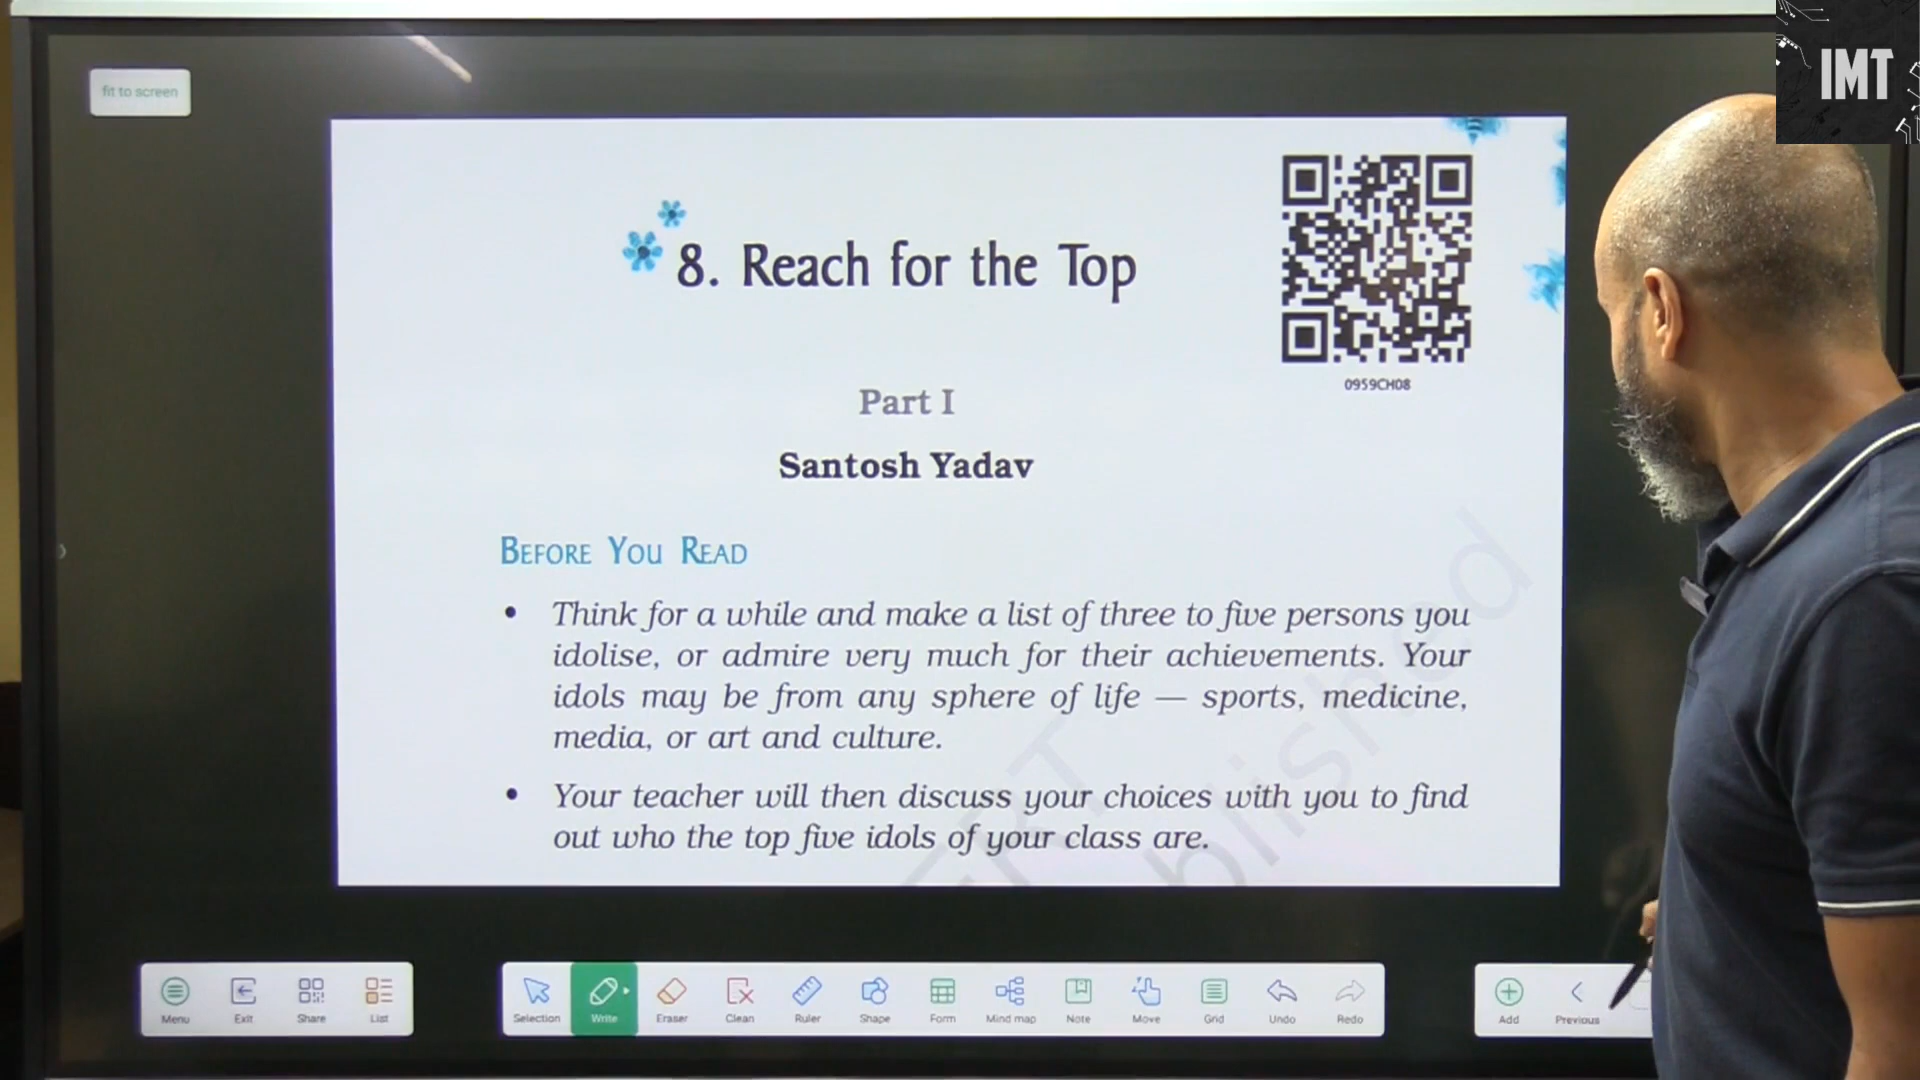 IMT
fit to screen
8. Reach for the Top
0959CH08
Part I
Santosh Yadav
BEFORE YOU READ
• Think for a while and make a list of three to five persons you
idolise, or admire very much for their achievements. Your
idols may be from any sphere of life — sports, medicine,
media, or art and culture.
• Your teacher will then discuss your choices with you to find
out who the top five idols of your class are.
Menu Exit Share List
Selection Write Eraser Clean Ruler Shape Form Mind map Note Move Grid Undo Redo
Add Previous